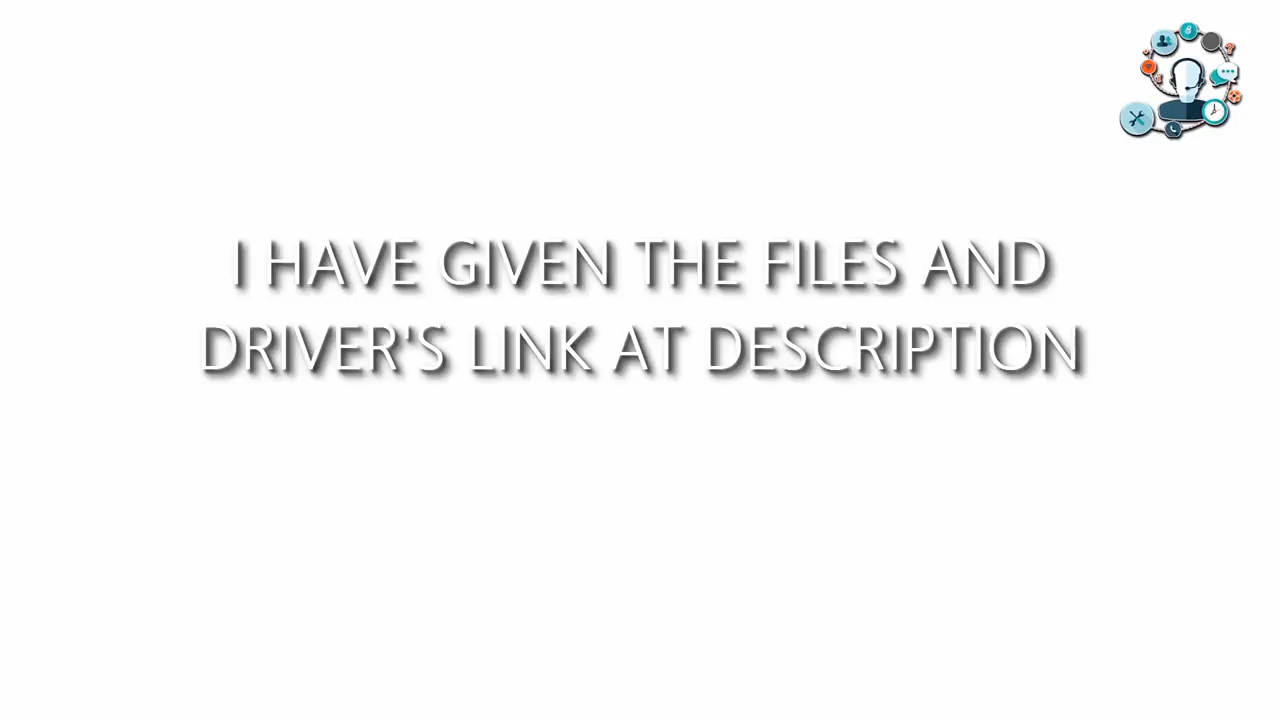 I HAVE GIVEN THE FILES AND
DRIVER'S LINK AT DESCRIPTION